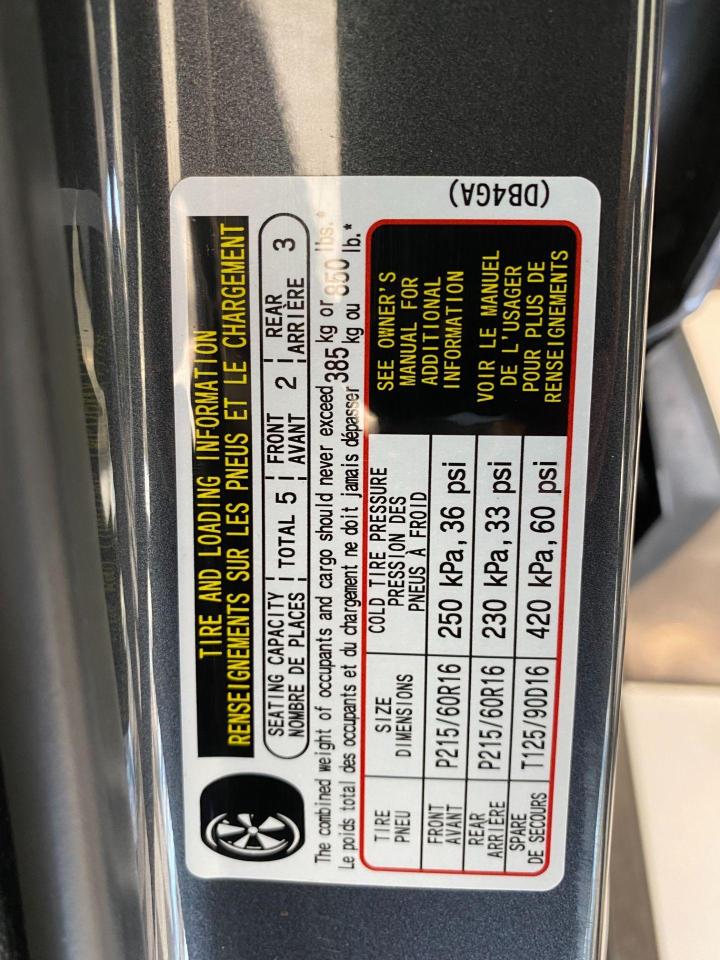 TIRE AND LOADING INFORMATION
RENSEIGNEMENTS SUR LES PNEUS ET LE CHARGEMENT
SEATING CAPACITY TOTAL 5 FRONT 2 REAR 3
NOMBRE DE PLACES AVANT ARRIÈRE
The combined weight of occupants and cargo should never exceed 385 kg or 850 lbs.*
Le poids total des occupants et du chargement ne doit jamais dépasser kg ou lb.*
TIRE SIZE COLD TIRE PRESSURE
PNEU DIMENSIONS PRESSION DES
PNEUS À FROID
FRONT P215/60R16 250 kPa, 36 psi
AVANT
REAR P215/60R16 230 kPa, 33 psi
ARRIÈRE
SPARE T125/90D16 420 kPa, 60 psi
DE SECOURS
SEE OWNER'S
MANUAL FOR
ADDITIONAL
INFORMATION
VOIR LE MANUEL
DE L'USAGER
POUR PLUS DE
RENSEIGNEMENTS
(DB4GA)